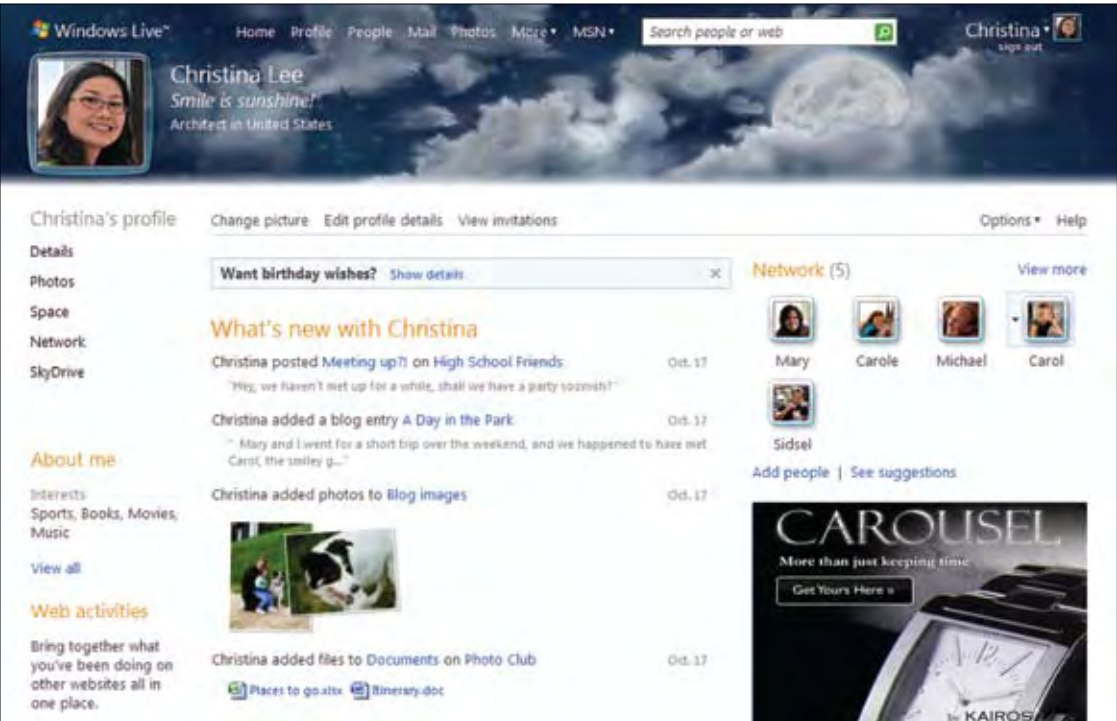 Windows Live™
Home Profile People Mail Photos More MSN
Search people or web
Christina
sign out
Christina Lee
Smile is sunshine!
Architect in United States
Christina's profile
Details
Photos
Space
Network
SkyDrive
About me
Interests
Sports, Books, Movies,
Music
View all
Web activities
Bring together what
you've been doing on
other websites all in
one place.
Change picture Edit profile details View invitations
Options Help
Want birthday wishes? Show details ×
What's new with Christina
Christina posted Meeting up?! on High School Friends Oct. 17
"Hey, we haven't met up for a while, shall we have a party soonish?"
Christina added a blog entry A Day in the Park Oct. 17
" Mary and I went for a short trip over the weekend, and we happened to have met
Carol, the smiley g..."
Christina added photos to Blog images Oct. 17
Christina added files to Documents on Photo Club Oct. 17
Places to go.xlsx Itinerary.doc
Network (5) View more
Mary Carole Michael Carol
Sidsel
Add people | See suggestions
CAROUSEL
More than just keeping time
Get Yours Here »
by KAIROS